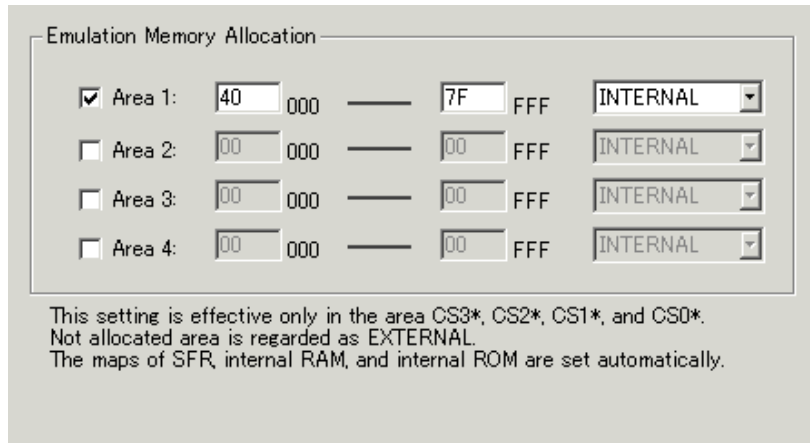 Emulation Memory Allocation
Area 1: 40 000 7F FFF INTERNAL
Area 2: 00 000 00 FFF INTERNAL
Area 3: 00 000 00 FFF INTERNAL
Area 4: 00 000 00 FFF INTERNAL
This setting is effective only in the area CS3*, CS2*, CS1*, and CS0*.
Not allocated area is regarded as EXTERNAL.
The maps of SFR, internal RAM, and internal ROM are set automatically.